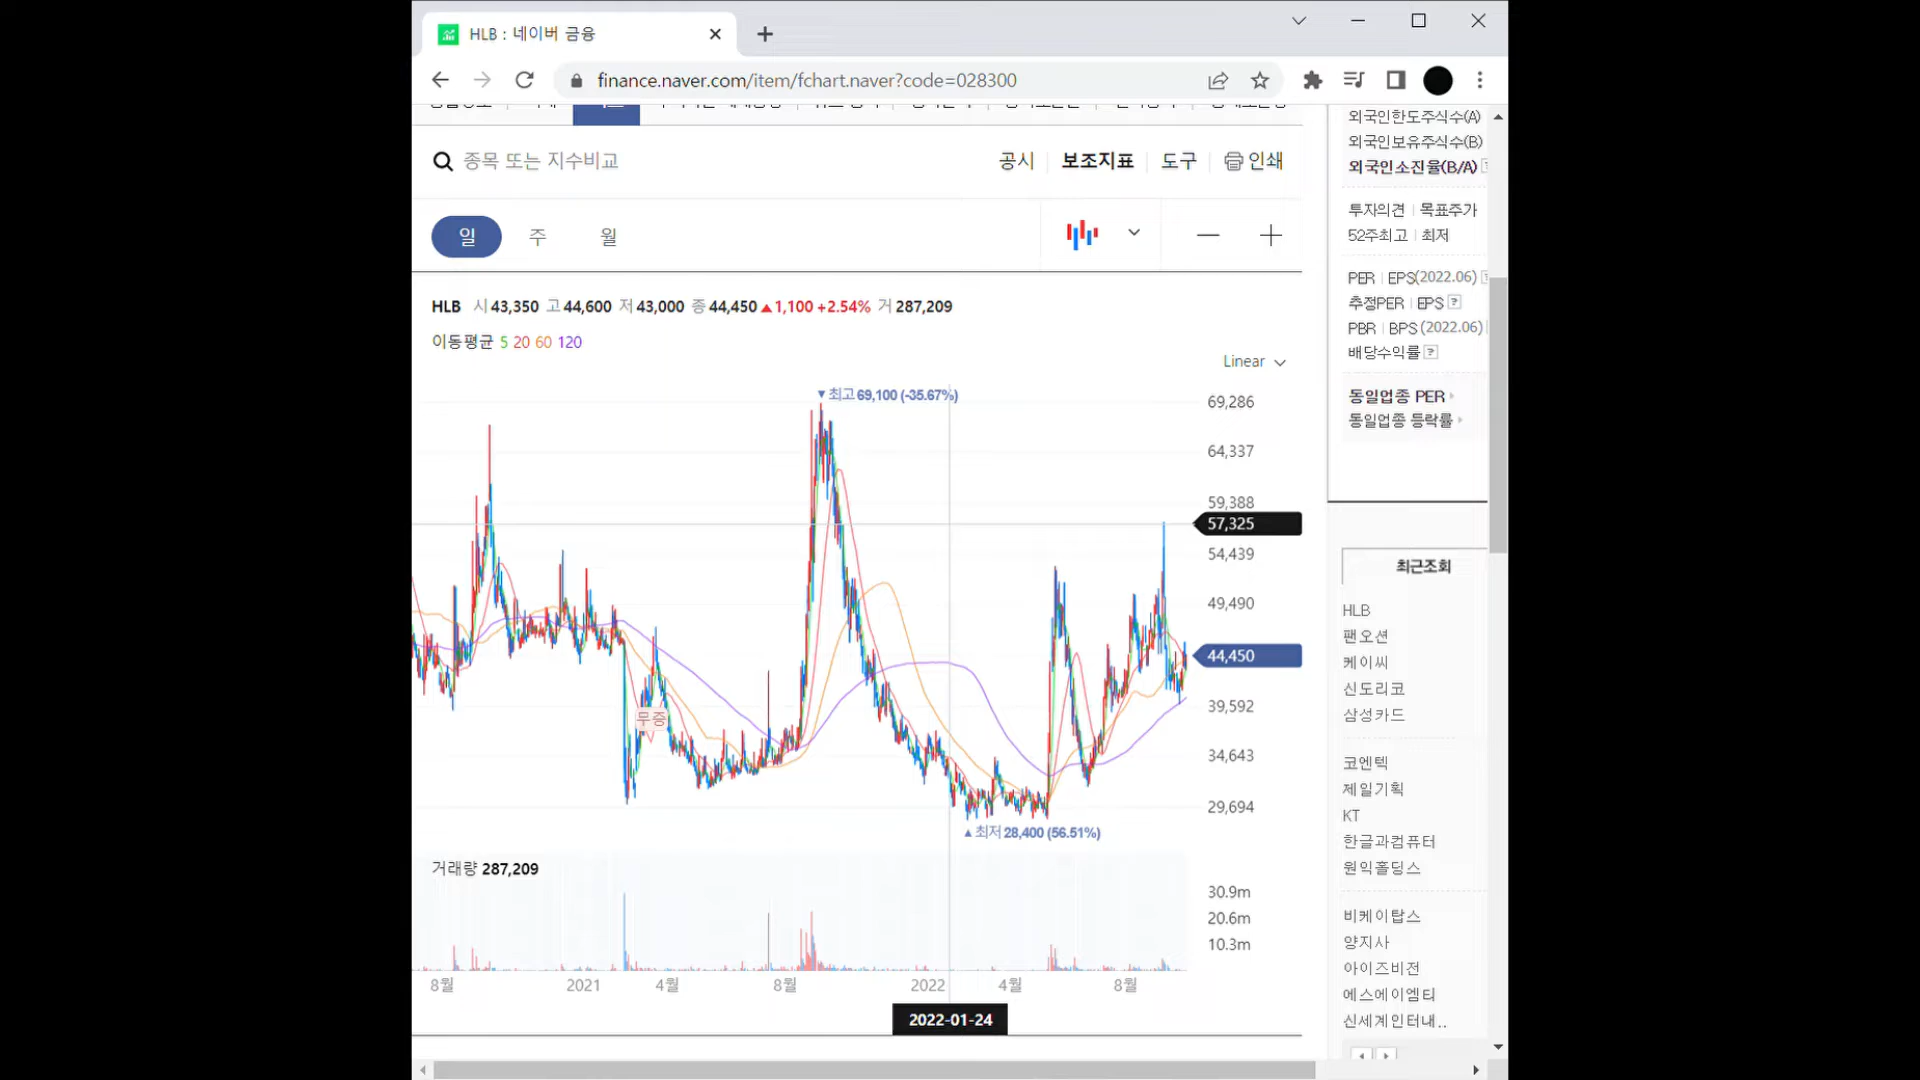 HLB : 네이버 금융
finance.naver.com/item/fchart.naver?code=028300
종목 또는 지수비교
공시
보조지표
도구
인쇄
일
주
월
HLB 시 43,350 고 44,600 저 43,000 종 44,450 ▲1,100 +2.54% 거 287,209
이동평균 5 20 60 120
Linear
▼최고 69,100 (-35.67%)
69,286
64,337
59,388
57,325
54,439
49,490
44,450
39,592
34,643
29,694
무증
▲최저 28,400 (56.51%)
거래량 287,209
30.9m
20.6m
10.3m
8월
2021
4월
8월
2022
4월
8월
2022-01-24
외국인한도주식수(A)
외국인보유주식수(B)
외국인소진율(B/A)
투자의견 | 목표주가
52주최고 | 최저
PER | EPS(2022.06)
추정PER | EPS ?
PBR | BPS (2022.06)
배당수익률 ?
동일업종 PER
동일업종 등락률
최근조회
HLB
팬오션
케이씨
신도리코
삼성카드
코엔텍
제일기획
KT
한글과컴퓨터
원익홀딩스
비케이탑스
양지사
아이즈비전
에스에이엠티
신세계인터내..